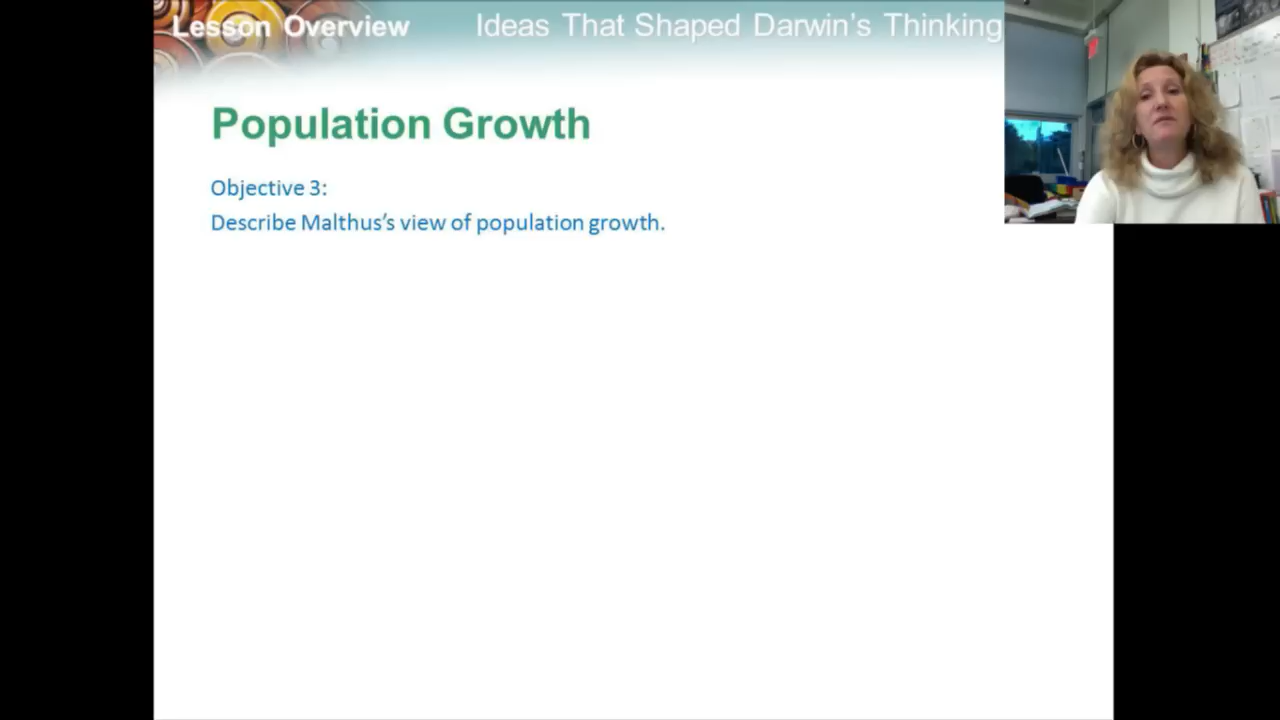 Lesson Overview
Ideas That Shaped Darwin's Thinking
Population Growth
Objective 3:
Describe Malthus's view of population growth.